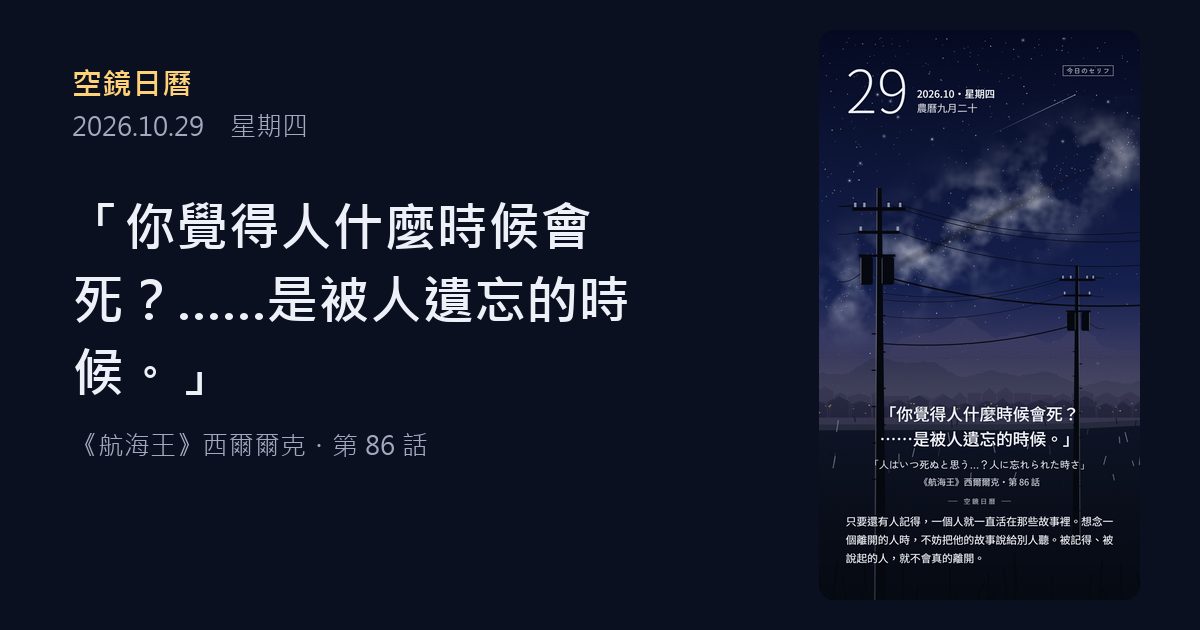 空鏡日曆
2026.10.29　星期四
「你覺得人什麼時候會
死？……是被人遺忘的時
候。」
《航海王》西爾爾克・第 86 話
29
2026.10・星期四
農曆九月二十
今日のセリフ
「你覺得人什麼時候會死？
……是被人遺忘的時候。」
「人はいつ死ぬと思う…？人に忘れられた時さ」
《航海王》西爾爾克・第 86 話
— 空鏡日曆 —
只要還有人記得，一個人就一直活在那些故事裡。想念一
個離開的人時，不妨把他的故事說給別人聽。被記得、被
說起的人，就不會真的離開。